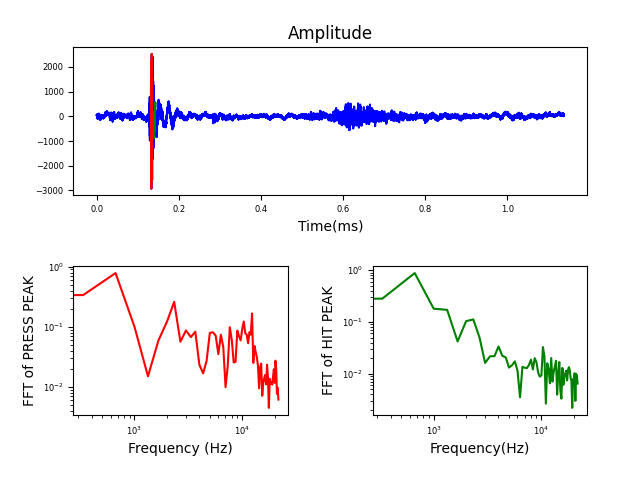 Amplitude
2000
1000
0
−1000
−2000
−3000
0.0 0.2 0.4 0.6 0.8 1.0
Time(ms)
FFT of PRESS PEAK
10⁰
10⁻¹
10⁻²
10³ 10⁴
Frequency (Hz)
FFT of HIT PEAK
10⁰
10⁻¹
10⁻²
10³ 10⁴
Frequency(Hz)